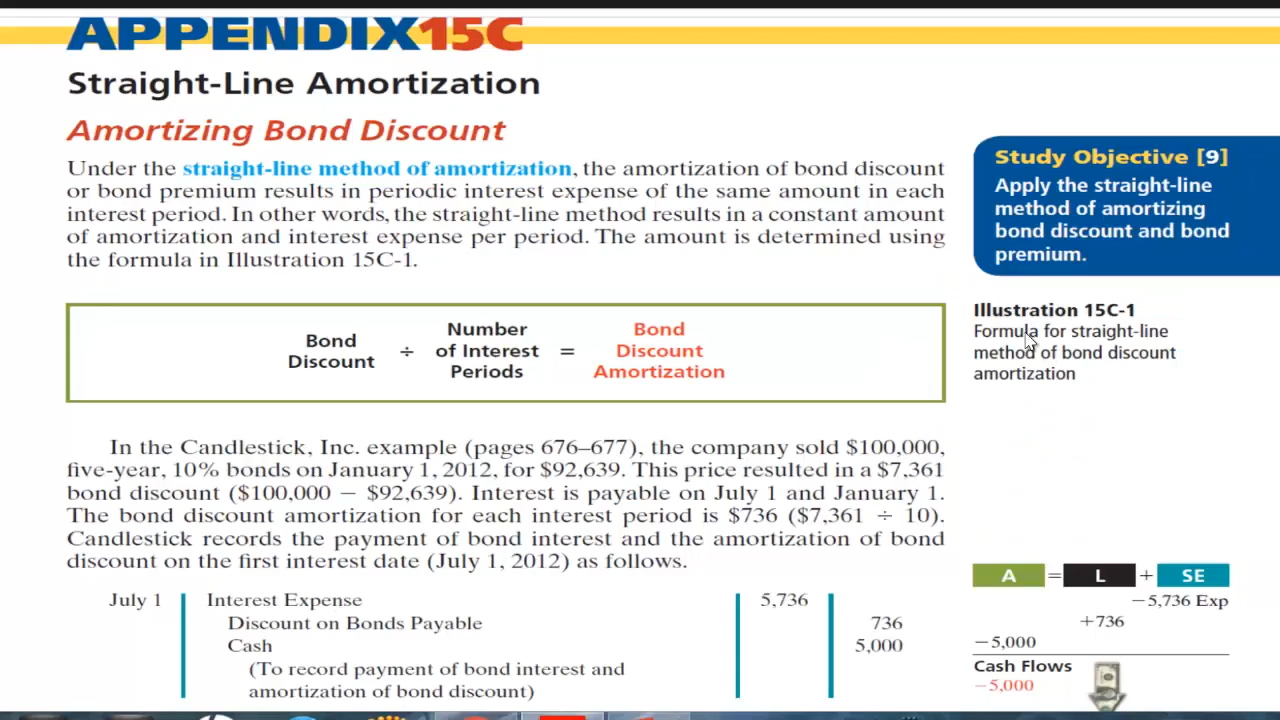 APPENDIX15C
Straight-Line Amortization
Amortizing Bond Discount
Under the straight-line method of amortization, the amortization of bond discount
or bond premium results in periodic interest expense of the same amount in each
interest period. In other words, the straight-line method results in a constant amount
of amortization and interest expense per period. The amount is determined using
the formula in Illustration 15C-1.
Study Objective [9]
Apply the straight-line
method of amortizing
bond discount and bond
premium.
Illustration 15C-1
Formula for straight-line
method of bond discount
amortization
Bond
Discount
÷
Number
of Interest
Periods
=
Bond
Discount
Amortization
In the Candlestick, Inc. example (pages 676–677), the company sold $100,000,
five-year, 10% bonds on January 1, 2012, for $92,639. This price resulted in a $7,361
bond discount ($100,000 − $92,639). Interest is payable on July 1 and January 1.
The bond discount amortization for each interest period is $736 ($7,361 ÷ 10).
Candlestick records the payment of bond interest and the amortization of bond
discount on the first interest date (July 1, 2012) as follows.
July 1 Interest Expense 5,736
Discount on Bonds Payable 736
Cash 5,000
(To record payment of bond interest and
amortization of bond discount)
A = L + SE
−5,736 Exp
+736
−5,000
Cash Flows
−5,000